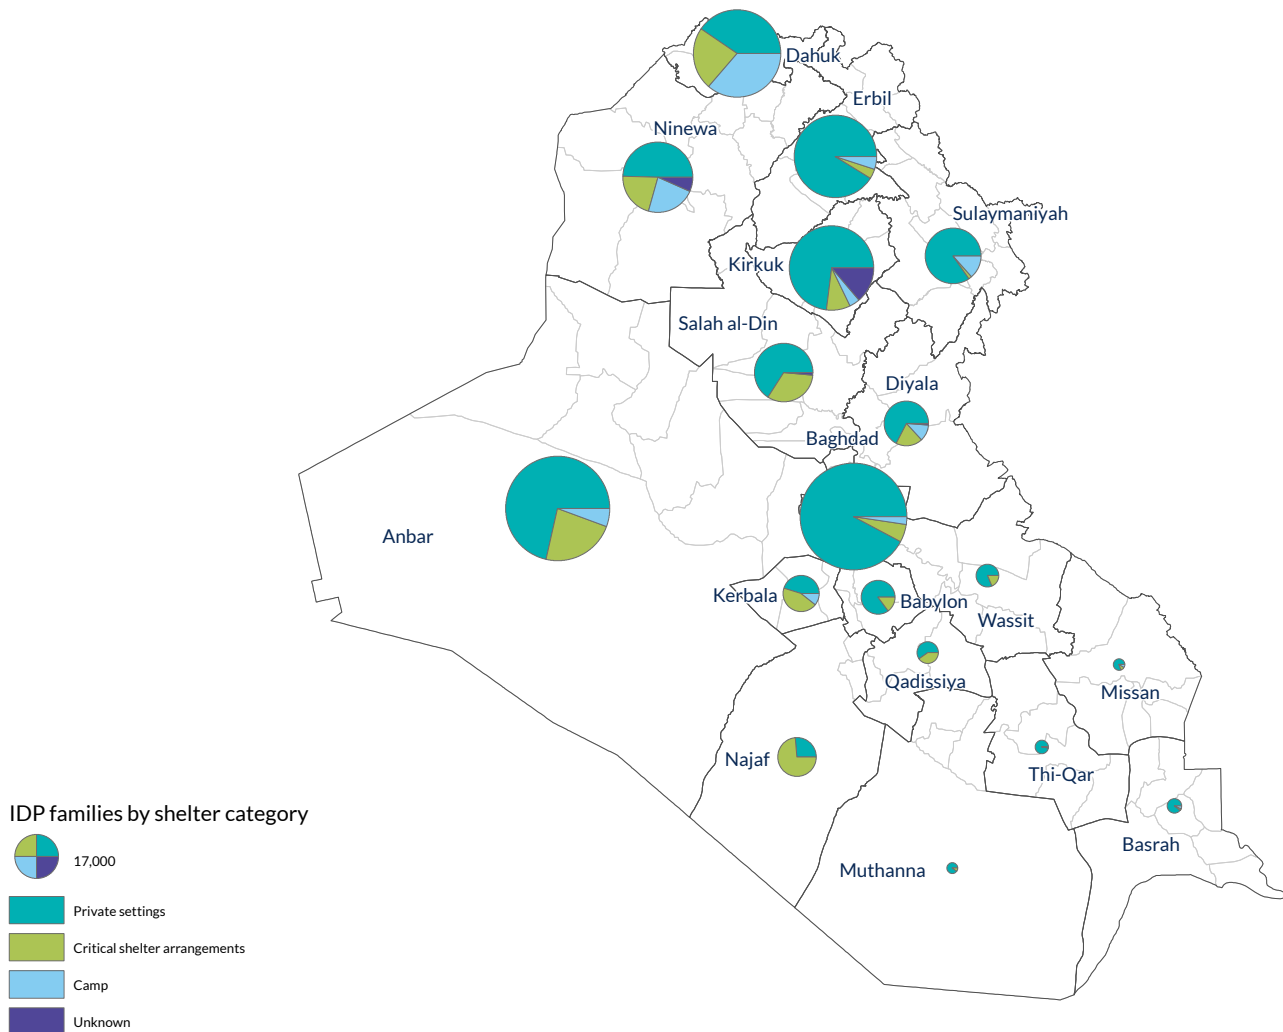 Dahuk
Erbil
Ninewa
Sulaymaniyah
Kirkuk
Salah al-Din
Diyala
Baghdad
Anbar
Kerbala
Babylon
Wassit
Qadissiya
Missan
Najaf
Thi-Qar
Basrah
Muthanna
IDP families by shelter category
17,000
Private settings
Critical shelter arrangements
Camp
Unknown